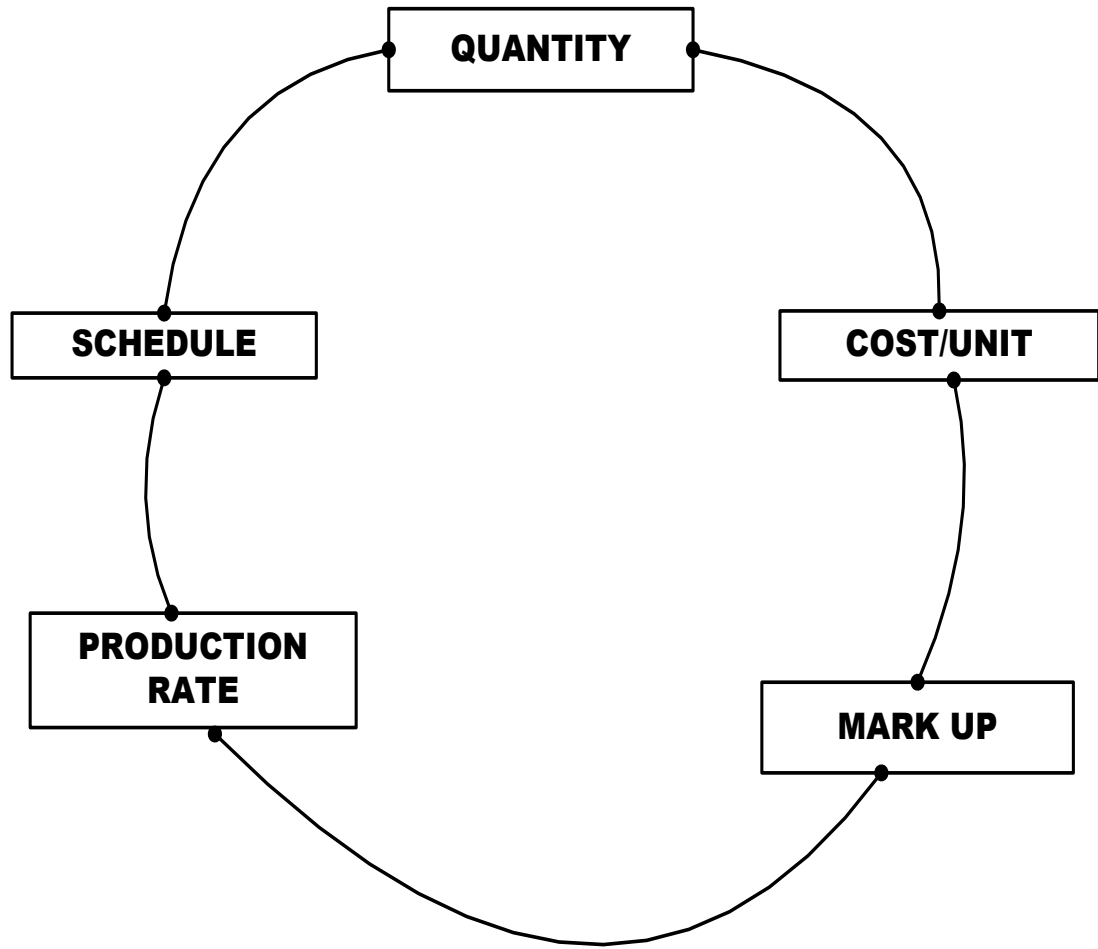 QUANTITY
SCHEDULE
COST/UNIT
PRODUCTION
RATE
MARK UP